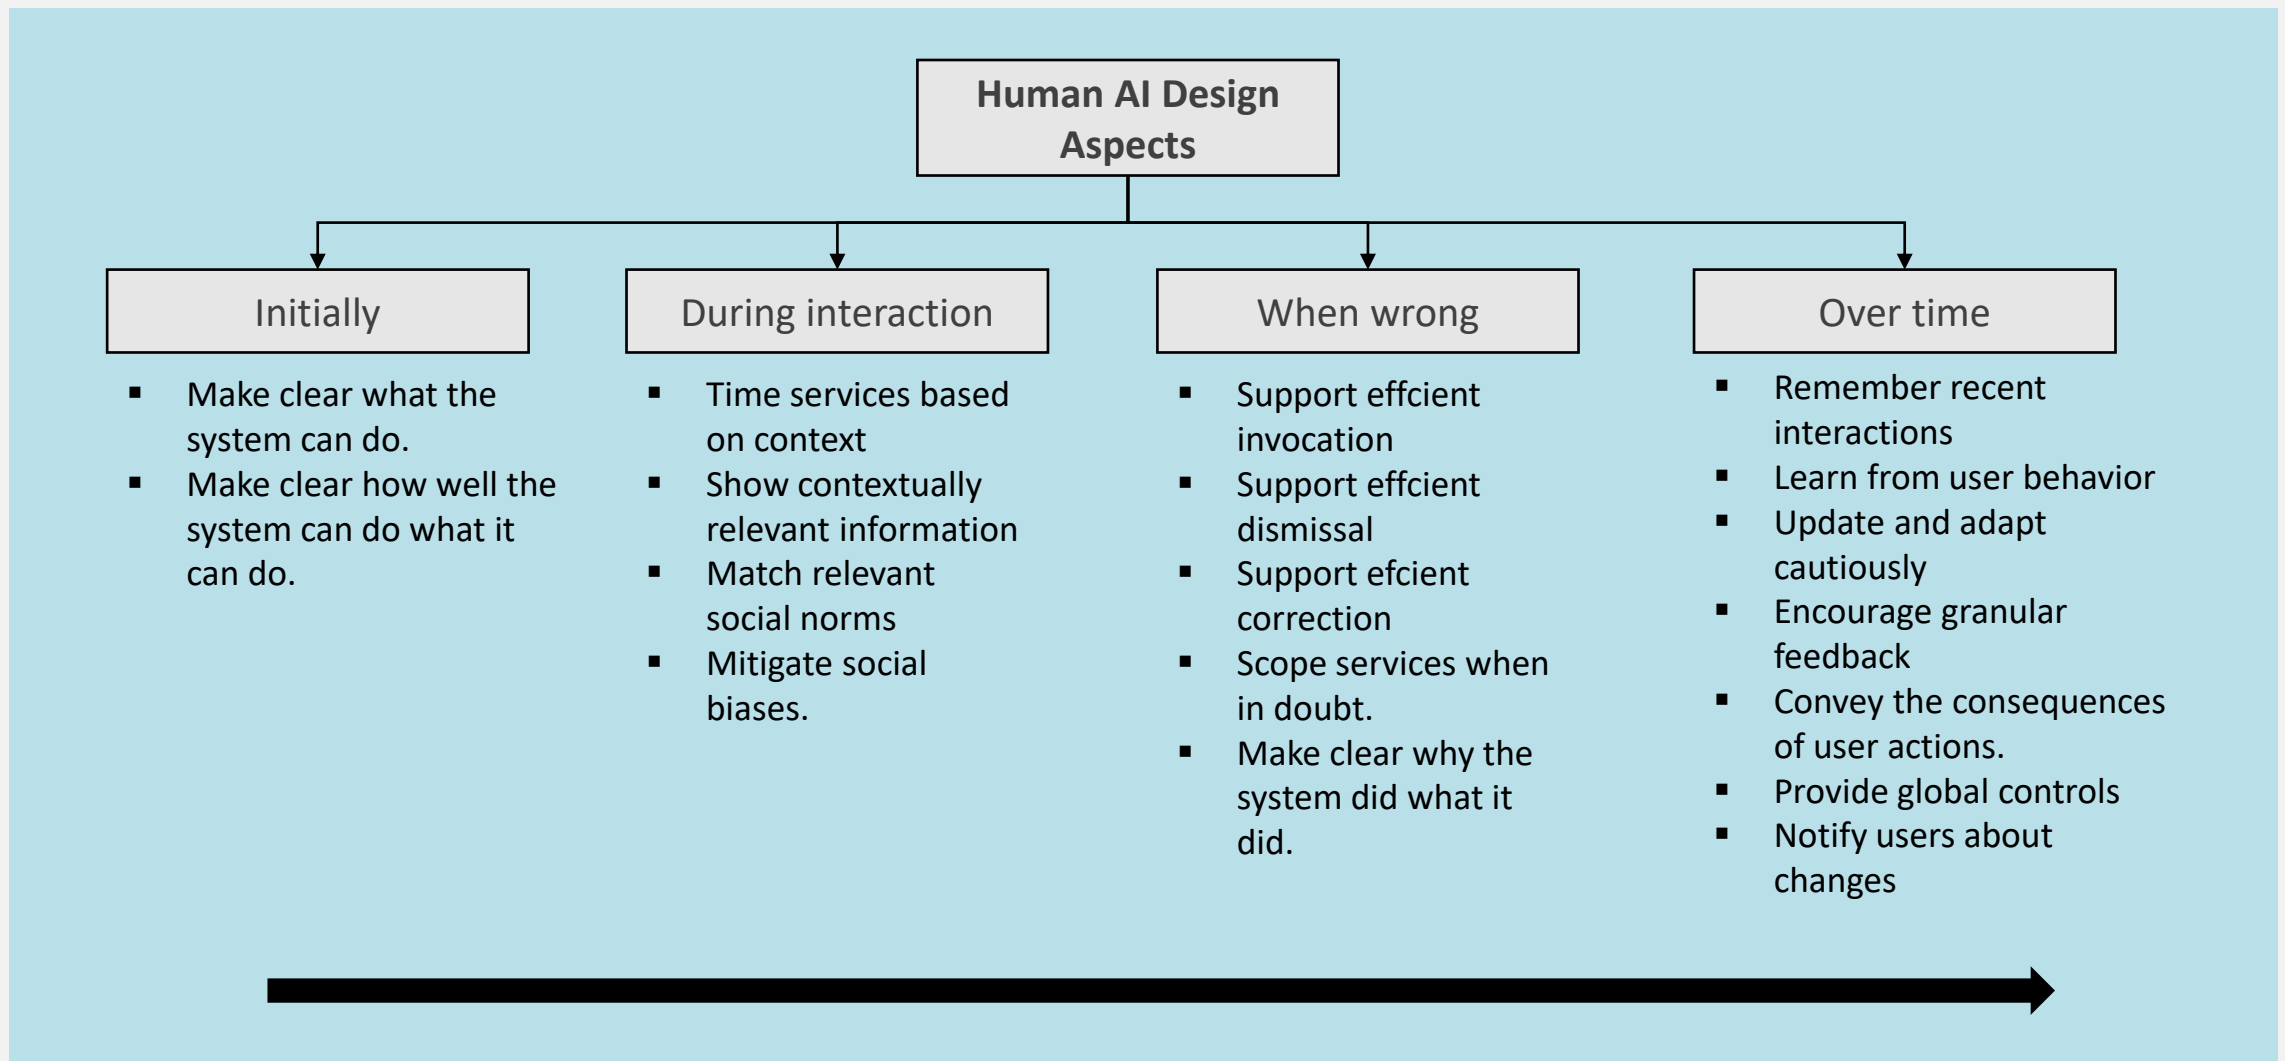 Human AI Design
Aspects
Initially
▪ Make clear what the
system can do.
▪ Make clear how well the
system can do what it
can do.
During interaction
▪ Time services based
on context
▪ Show contextually
relevant information
▪ Match relevant
social norms
▪ Mitigate social
biases.
When wrong
▪ Support effcient
invocation
▪ Support effcient
dismissal
▪ Support efcient
correction
▪ Scope services when
in doubt.
▪ Make clear why the
system did what it
did.
Over time
▪ Remember recent
interactions
▪ Learn from user behavior
▪ Update and adapt
cautiously
▪ Encourage granular
feedback
▪ Convey the consequences
of user actions.
▪ Provide global controls
▪ Notify users about
changes